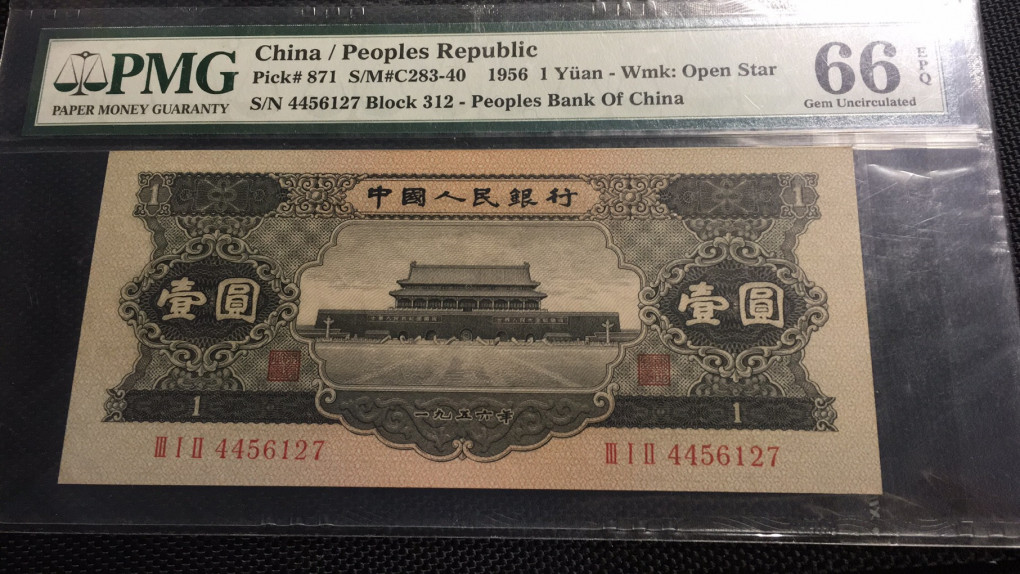 PMG
PAPER MONEY GUARANTY
China / Peoples Republic
Pick# 871 S/M#C283-40 1956 1 Yüan - Wmk: Open Star
S/N 4456127 Block 312 - Peoples Bank Of China
66
EPQ
Gem Uncirculated
1 中國人民銀行 1
壹圓 壹圓
一九五六年
1 1
III I II 4456127 III I II 4456127